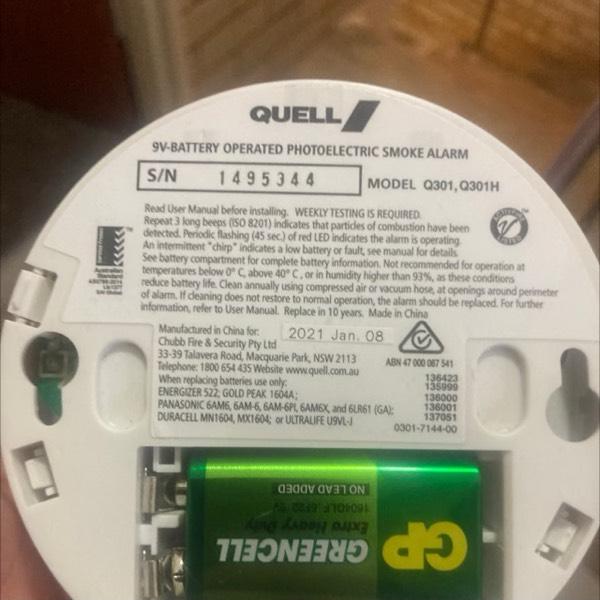 QUELL
9V-BATTERY OPERATED PHOTOELECTRIC SMOKE ALARM
S/N 1495344
MODEL Q301,Q301H
Read User Manual before installing. WEEKLY TESTING IS REQUIRED.
Repeat 3 long beeps (ISO 8201) indicates that particles of combustion have been
detected. Periodic flashing (45 sec.) of red LED indicates the alarm is operating.
An intermittent "chirp" indicates a low battery or fault, see manual for details.
See battery compartment for complete battery information. Not recommended for operation at
temperatures below 0° C, above 40° C, or in humidity higher than 93%, as these conditions
reduce battery life. Clean annually using compressed air or vacuum hose, at openings around perimeter
of alarm. If cleaning does not restore to normal operation, the alarm should be replaced. For further
information, refer to User Manual. Replace in 10 years. Made in China
Australian
Standard
Manufactured in China for: 2021 Jan. 08
Chubb Fire & Security Pty Ltd
33-39 Talavera Road, Macquarie Park, NSW 2113
Telephone: 1800 654 435 Website www.quell.com.au
When replacing batteries use only:
ENERGIZER 522; GOLD PEAK 1604A;
PANASONIC 6AM6, 6AM-6, 6AM-6PI, 6AM6X, and 6LR61 (GA);
DURACELL MN1604, MX1604; or ULTRALIFE U9VL-J
ABN 47 000 067 541
136423
135999
136000
136001
137051
0301-7144-00
GP
GREENCELL
Extra Heavy Duty
1604GLF 6F22 9V
NO LEAD ADDED